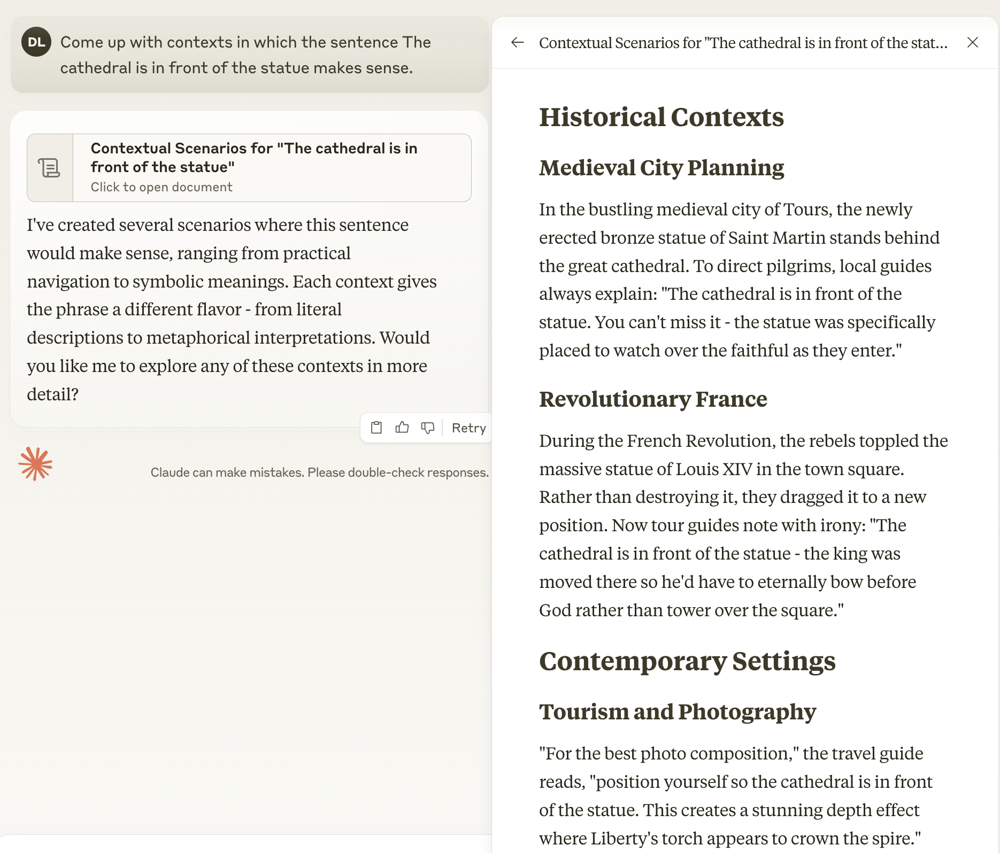 DL
Come up with contexts in which the sentence The
cathedral is in front of the statue makes sense.
Contextual Scenarios for "The cathedral is in
front of the statue"
Click to open document
I've created several scenarios where this sentence
would make sense, ranging from practical
navigation to symbolic meanings. Each context gives
the phrase a different flavor - from literal
descriptions to metaphorical interpretations. Would
you like me to explore any of these contexts in more
detail?
Retry
Claude can make mistakes. Please double-check responses.
Contextual Scenarios for "The cathedral is in front of the stat...
Historical Contexts
Medieval City Planning
In the bustling medieval city of Tours, the newly
erected bronze statue of Saint Martin stands behind
the great cathedral. To direct pilgrims, local guides
always explain: "The cathedral is in front of the
statue. You can't miss it - the statue was specifically
placed to watch over the faithful as they enter."
Revolutionary France
During the French Revolution, the rebels toppled the
massive statue of Louis XIV in the town square.
Rather than destroying it, they dragged it to a new
position. Now tour guides note with irony: "The
cathedral is in front of the statue - the king was
moved there so he'd have to eternally bow before
God rather than tower over the square."
Contemporary Settings
Tourism and Photography
"For the best photo composition," the travel guide
reads, "position yourself so the cathedral is in front
of the statue. This creates a stunning depth effect
where Liberty's torch appears to crown the spire."